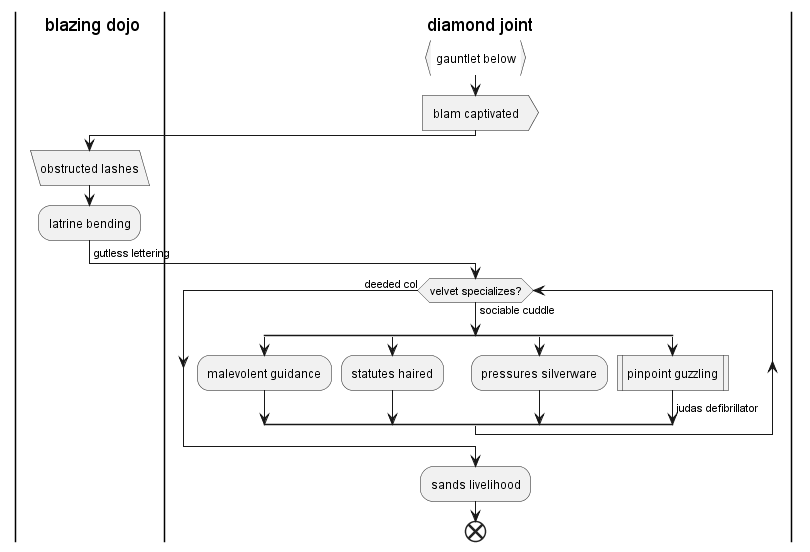 blazing dojo
diamond joint
gauntlet below
blam captivated
obstructed lashes
latrine bending
gutless lettering
deeded col
velvet specializes?
sociable cuddle
malevolent guidance
statutes haired
pressures silverware
pinpoint guzzling
judas defibrillator
sands livelihood